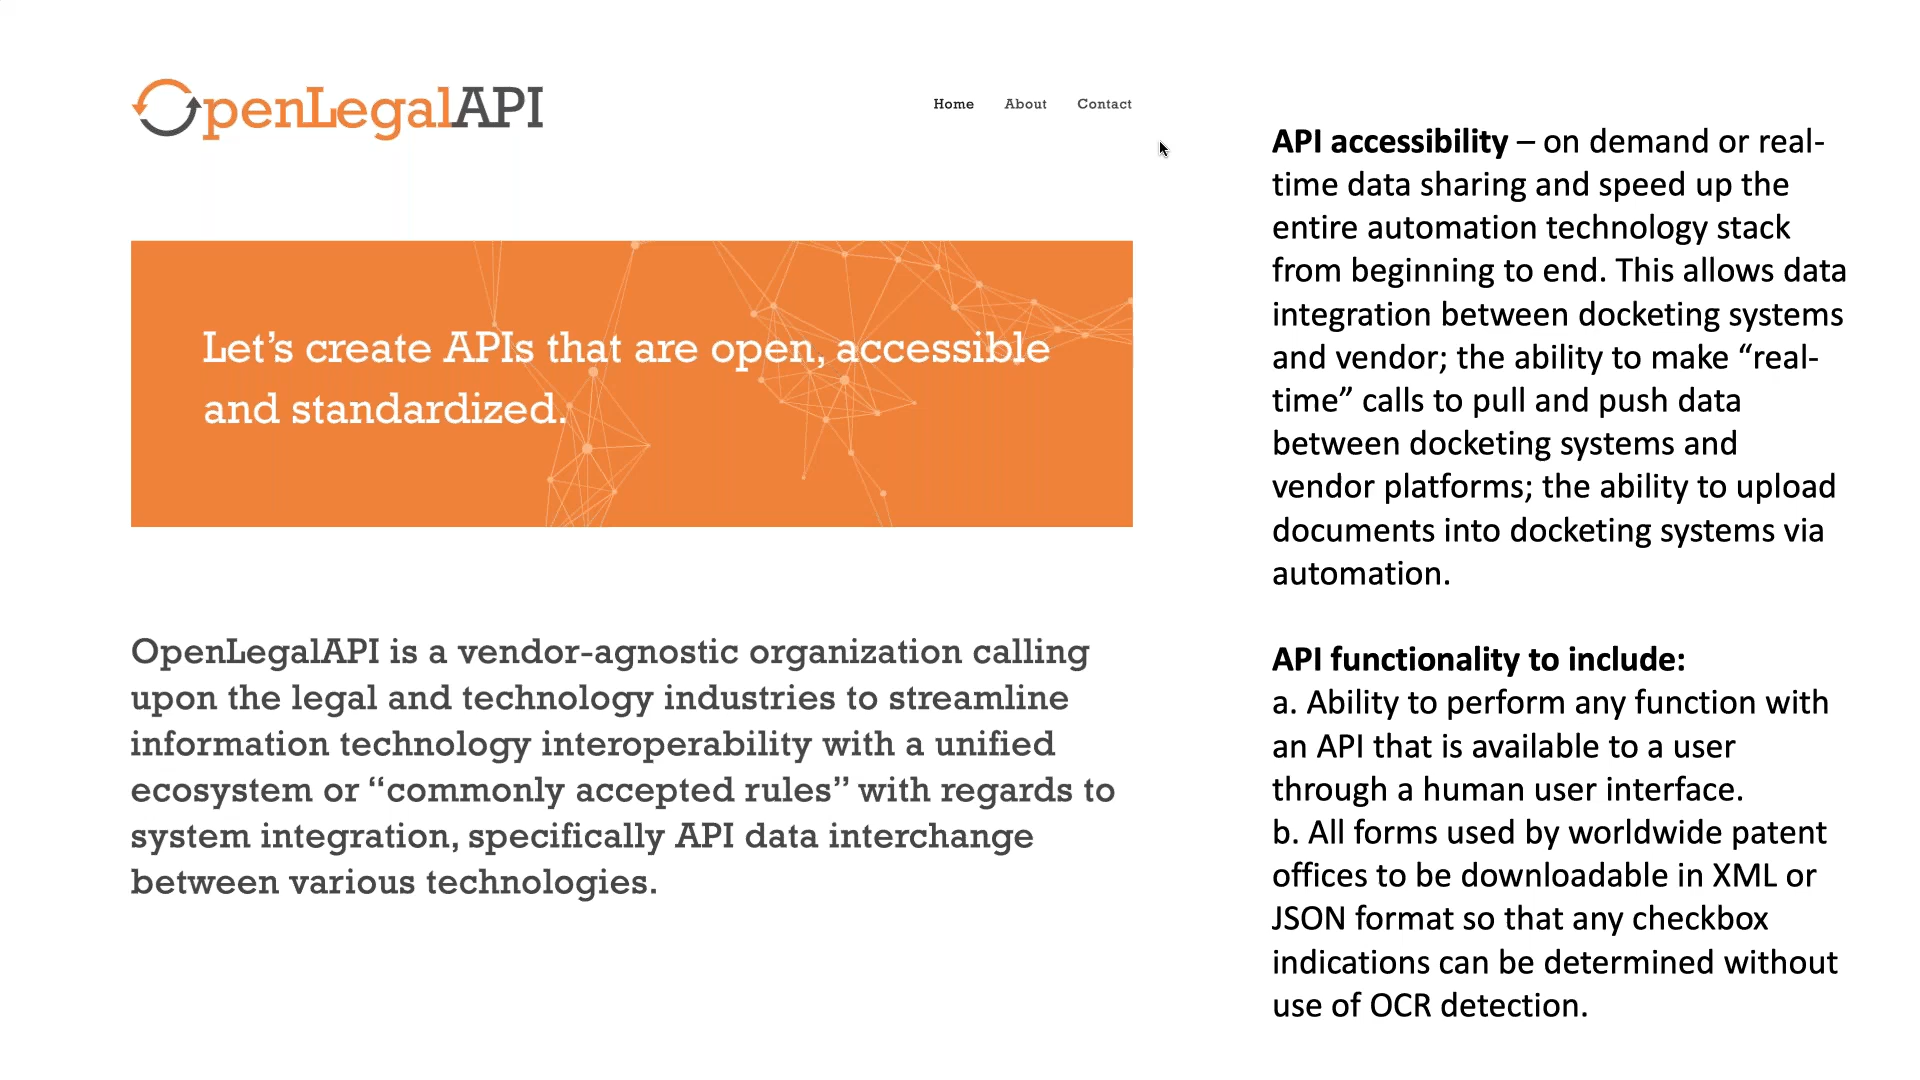 OpenLegalAPI
Home About Contact
Let’s create APIs that are open, accessible
and standardized.
OpenLegalAPI is a vendor-agnostic organization calling
upon the legal and technology industries to streamline
information technology interoperability with a unified
ecosystem or “commonly accepted rules” with regards to
system integration, specifically API data interchange
between various technologies.
API accessibility – on demand or real-
time data sharing and speed up the
entire automation technology stack
from beginning to end. This allows data
integration between docketing systems
and vendor; the ability to make “real-
time” calls to pull and push data
between docketing systems and
vendor platforms; the ability to upload
documents into docketing systems via
automation.
API functionality to include:
a. Ability to perform any function with
an API that is available to a user
through a human user interface.
b. All forms used by worldwide patent
offices to be downloadable in XML or
JSON format so that any checkbox
indications can be determined without
use of OCR detection.